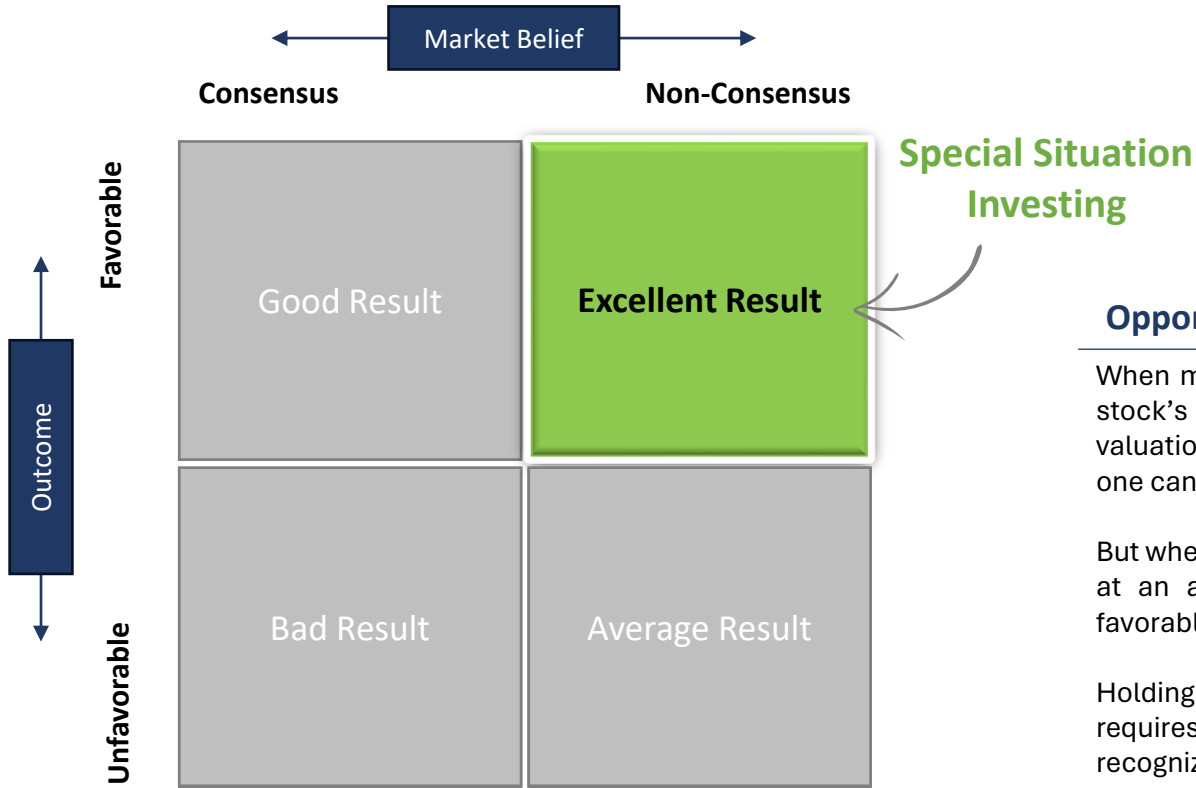 Market Belief
Consensus
Non-Consensus
Special Situation
Investing
Favorable
Outcome
Unfavorable
Good Result
Excellent Result
Bad Result
Average Result
When
stock's
valuatio
one can
But whe
at an
favorabl
Holding
requires
recogniz